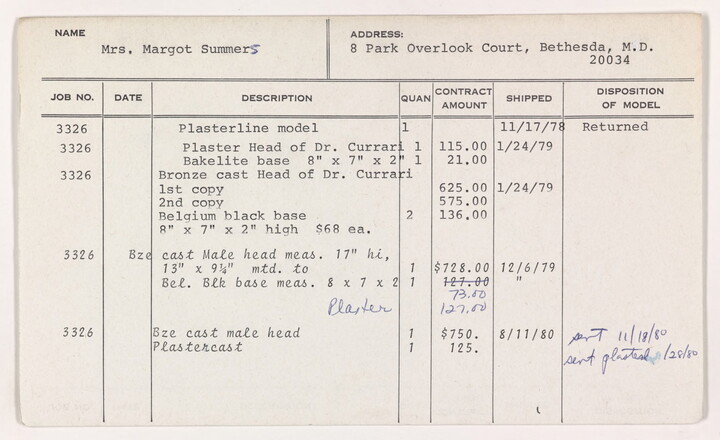 NAME
Mrs. Margot Summers
ADDRESS:
8 Park Overlook Court, Bethesda, M.D.
20034
JOB NO. DATE DESCRIPTION QUAN CONTRACT AMOUNT SHIPPED DISPOSITION OF MODEL
3326 Plasterline model 1 11/17/78 Returned
3326 Plaster Head of Dr. Currari 1 115.00 1/24/79
Bakelite base 8" x 7" x 2" 1 21.00
3326 Bronze cast Head of Dr. Currari
1st copy 625.00 1/24/79
2nd copy 575.00
Belgium black base 2 136.00
8" x 7" x 2" high $68 ea.
3326 Bze cast Male head meas. 17" hi,
13" x 9¼" mtd. to 1 $728.00 12/6/79
Bel. Blk base meas. 8 x 7 x 2 1 127.00 "
73.00
Plaster 127.00
3326 Bze cast male head 1 $750. 8/11/80 sent 11/18/80
Plastercast 1 125. sent /28/80